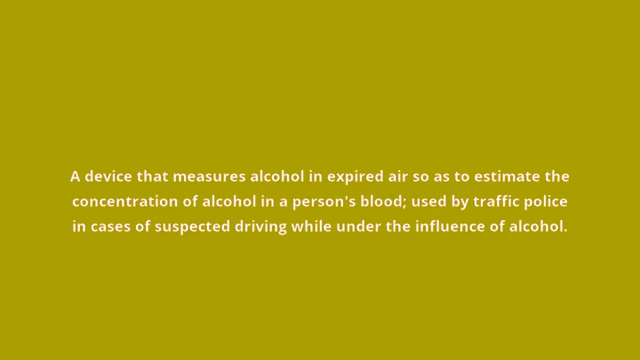 A device that measures alcohol in expired air so as to estimate the
concentration of alcohol in a person's blood; used by traffic police
in cases of suspected driving while under the influence of alcohol.